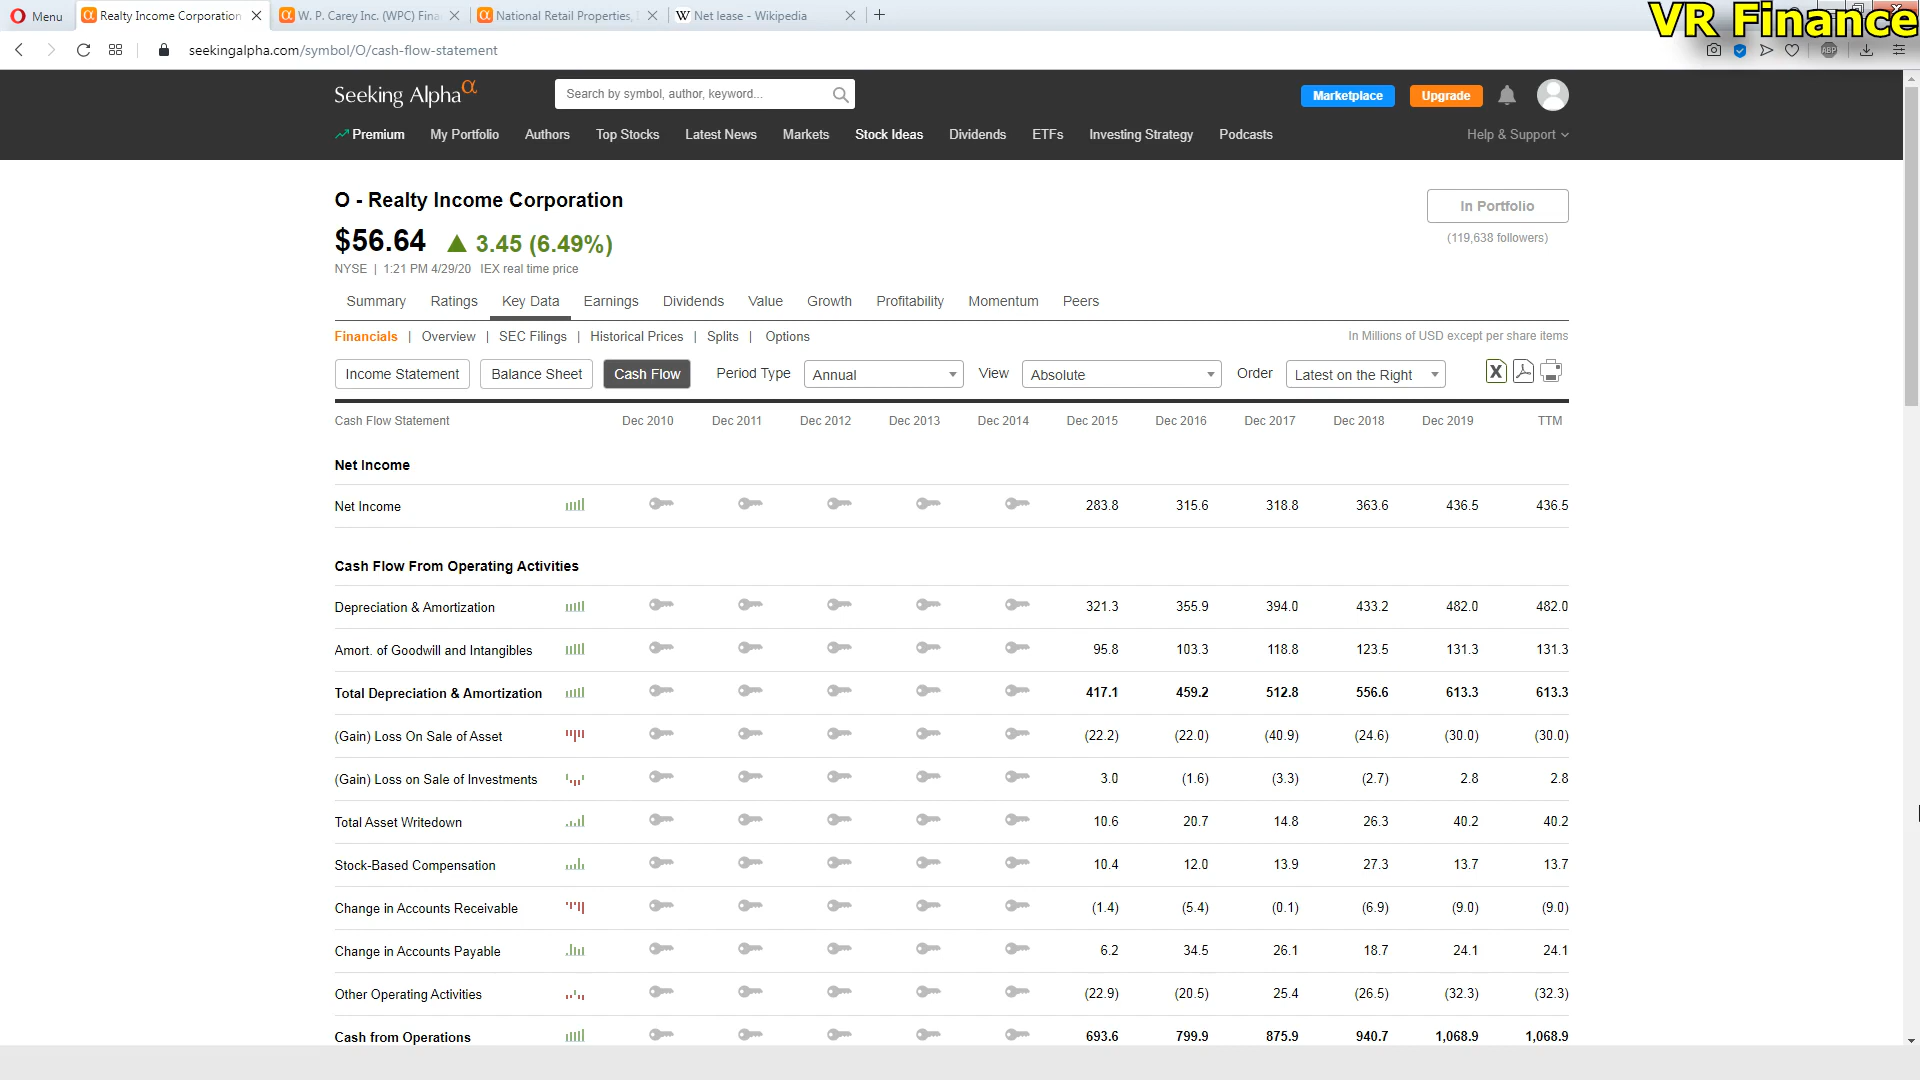 Menu
Realty Income Corporation
W. P. Carey Inc. (WPC) Fina
National Retail Properties,
W Net lease - Wikipedia
VR Finance
seekingalpha.com/symbol/O/cash-flow-statement
ABP
Seeking Alpha α
Search by symbol, author, keyword...
Marketplace
Upgrade
Premium My Portfolio Authors Top Stocks Latest News Markets Stock Ideas Dividends ETFs Investing Strategy Podcasts Help & Support
O - Realty Income Corporation
In Portfolio
$56.64 3.45 (6.49%)
(119,638 followers)
NYSE | 1:21 PM 4/29/20 IEX real time price
Summary Ratings Key Data Earnings Dividends Value Growth Profitability Momentum Peers
Financials | Overview | SEC Filings | Historical Prices | Splits | Options In Millions of USD except per share items
Income Statement Balance Sheet Cash Flow Period Type Annual View Absolute Order Latest on the Right X
Cash Flow Statement Dec 2010 Dec 2011 Dec 2012 Dec 2013 Dec 2014 Dec 2015 Dec 2016 Dec 2017 Dec 2018 Dec 2019 TTM
Net Income
Net Income 283.8 315.6 318.8 363.6 436.5 436.5
Cash Flow From Operating Activities
Depreciation & Amortization 321.3 355.9 394.0 433.2 482.0 482.0
Amort. of Goodwill and Intangibles 95.8 103.3 118.8 123.5 131.3 131.3
Total Depreciation & Amortization 417.1 459.2 512.8 556.6 613.3 613.3
(Gain) Loss On Sale of Asset (22.2) (22.0) (40.9) (24.6) (30.0) (30.0)
(Gain) Loss on Sale of Investments 3.0 (1.6) (3.3) (2.7) 2.8 2.8
Total Asset Writedown 10.6 20.7 14.8 26.3 40.2 40.2
Stock-Based Compensation 10.4 12.0 13.9 27.3 13.7 13.7
Change in Accounts Receivable (1.4) (5.4) (0.1) (6.9) (9.0) (9.0)
Change in Accounts Payable 6.2 34.5 26.1 18.7 24.1 24.1
Other Operating Activities (22.9) (20.5) 25.4 (26.5) (32.3) (32.3)
Cash from Operations 693.6 799.9 875.9 940.7 1,068.9 1,068.9